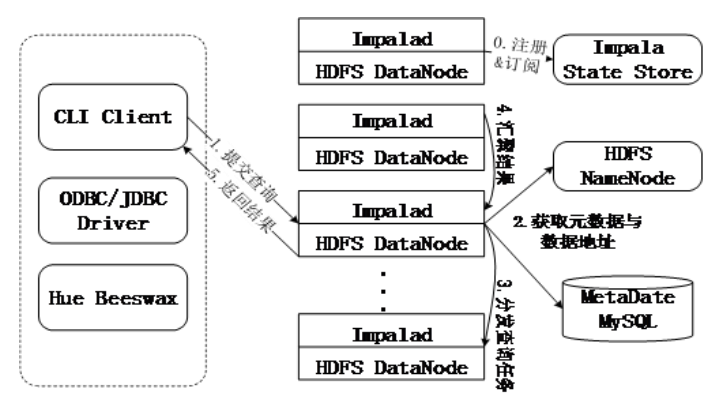 Impalad
HDFS DataNode
0. 注册
&订阅
Impala
State Store
CLI Client
ODBC/JDBC
Driver
Hue Beeswax
1. 提交查询
5. 返回结果
Impalad
HDFS DataNode
4. 汇聚结果
Impalad
HDFS DataNode
HDFS
NameNode
2. 获取元数据与
数据地址
MetaDate
MySQL
3. 分发查询任务
Impalad
HDFS DataNode